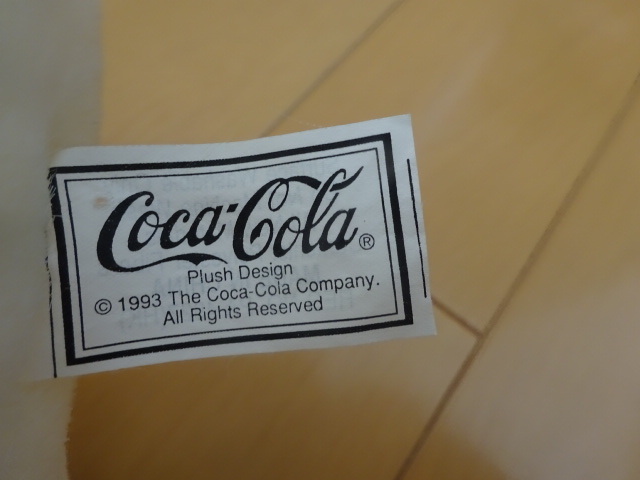 Coca-Cola®
Plush Design
© 1993 The Coca-Cola Company.
All Rights Reserved